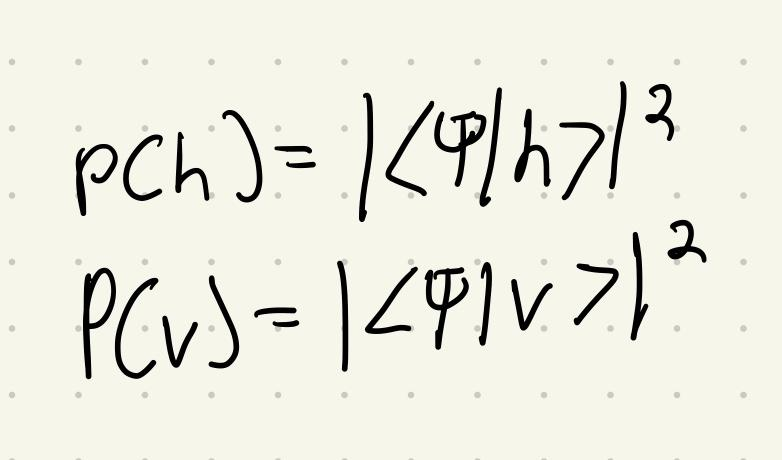 p(h) = |<Ψ|h>|²
P(v) = |<Ψ|v>|²